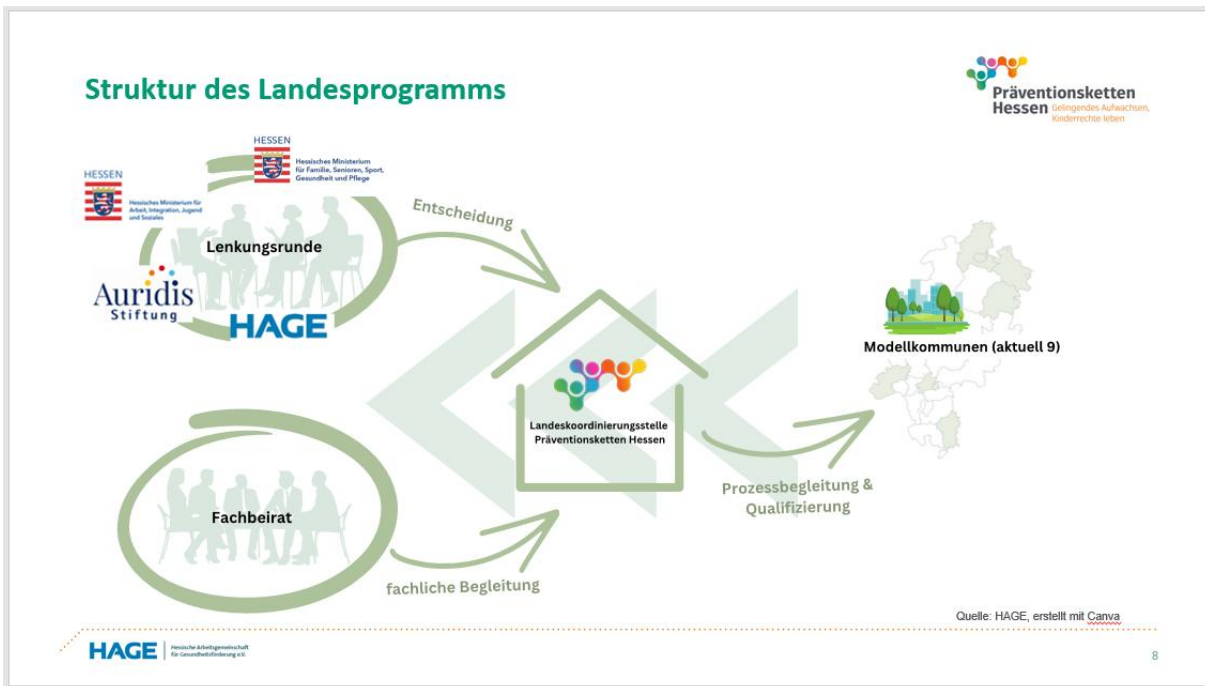 Struktur des Landesprogramms
Präventionsketten
Hessen Gelingendes Aufwachsen,
Kinderrechte leben
HESSEN
Hessisches Ministerium
für Familie, Senioren, Sport,
Gesundheit und Pflege
HESSEN
Hessisches Ministerium für
Arbeit, Integration, Jugend
und Soziales
Lenkungsrunde
Auridis
Stiftung
HAGE
Entscheidung
Landeskoordinierungsstelle
Präventionsketten Hessen
Modellkommunen (aktuell 9)
Fachbeirat
fachliche Begleitung
Prozessbegleitung &
Qualifizierung
Quelle: HAGE, erstellt mit Canva
HAGE
Hessische Arbeitsgemeinschaft
für Gesundheitsförderung e.V.
8